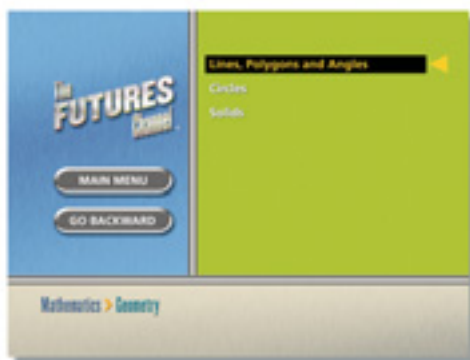 The
FUTURES
Channel
MAIN MENU
GO BACKWARD
Lines, Polygons and Angles
Circles
Solids
Mathematics > Geometry